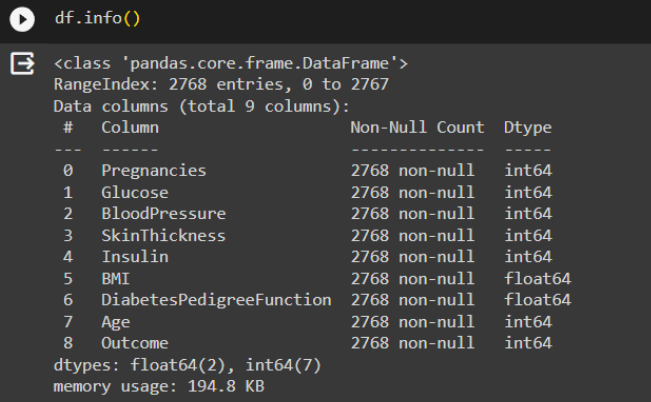 df.info()
<class 'pandas.core.frame.DataFrame'>
RangeIndex: 2768 entries, 0 to 2767
Data columns (total 9 columns):
 #   Column                    Non-Null Count  Dtype
---  ------                    --------------  -----
 0   Pregnancies               2768 non-null   int64
 1   Glucose                   2768 non-null   int64
 2   BloodPressure             2768 non-null   int64
 3   SkinThickness             2768 non-null   int64
 4   Insulin                   2768 non-null   int64
 5   BMI                       2768 non-null   float64
 6   DiabetesPedigreeFunction  2768 non-null   float64
 7   Age                       2768 non-null   int64
 8   Outcome                   2768 non-null   int64
dtypes: float64(2), int64(7)
memory usage: 194.8 KB